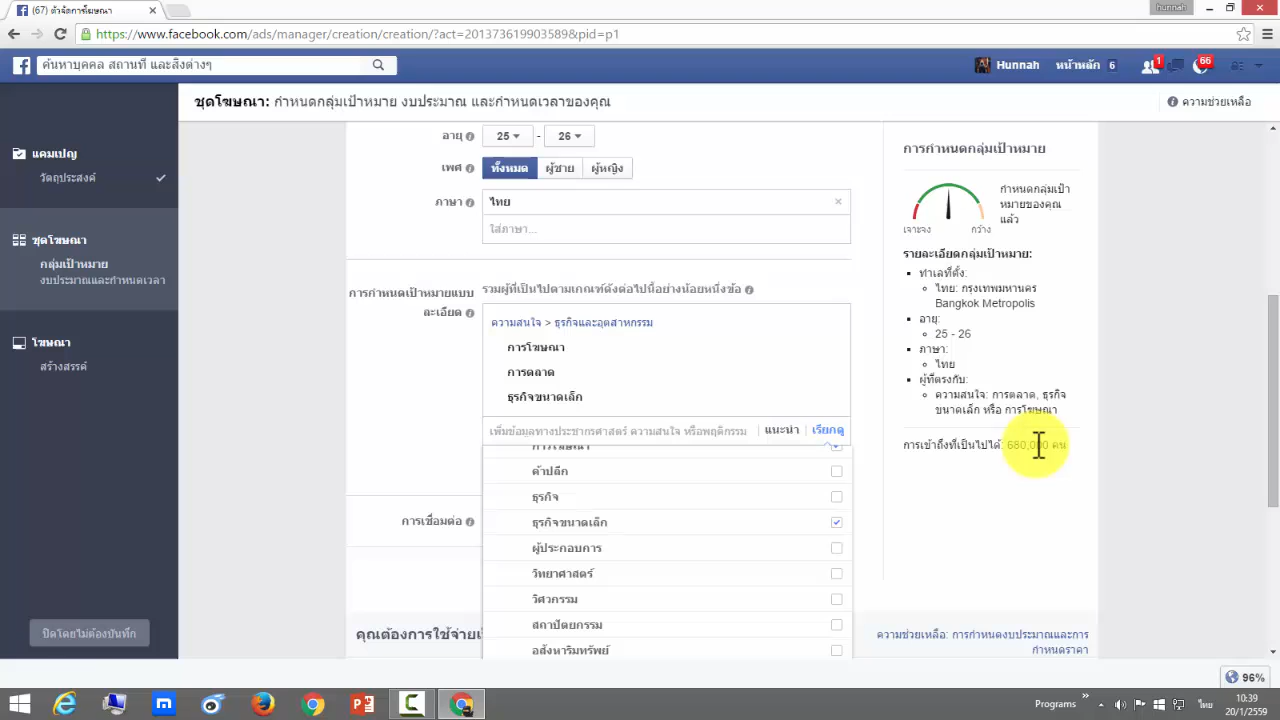 (67) ตัวจัดการโฆษณา
hunnah
https://www.facebook.com/ads/manager/creation/creation/?act=2013736199035898&pid=p1
ค้นหาบุคคล สถานที่ และสิ่งต่างๆ
Hunnah
หน้าหลัก 6
1
66
ชุดโฆษณา: กำหนดกลุ่มเป้าหมาย งบประมาณ และกำหนดเวลาของคุณ
ความช่วยเหลือ
แคมเปญ
วัตถุประสงค์
ชุดโฆษณา
กลุ่มเป้าหมาย
งบประมาณและกำหนดเวลา
โฆษณา
สร้างสรรค์
ปิดโดยไม่ต้องบันทึก
อายุ
25 - 26
เพศ
ทั้งหมด ผู้ชาย ผู้หญิง
ภาษา
ไทย
ใส่ภาษา...
การกำหนดเป้าหมายแบบ
ละเอียด
รวมผู้ที่เป็นไปตามเกณฑ์ดังต่อไปนี้อย่างน้อยหนึ่งข้อ
ความสนใจ > ธุรกิจและอุตสาหกรรม
การโฆษณา
การตลาด
ธุรกิจขนาดเล็ก
เพิ่มข้อมูลทางประชากรศาสตร์ ความสนใจ หรือพฤติกรรม
แนะนำ
เรียกดู
การโฆษณา
ค้าปลีก
ธุรกิจ
ธุรกิจขนาดเล็ก
ผู้ประกอบการ
วิทยาศาสตร์
วิศวกรรม
สถาปัตยกรรม
อสังหาริมทรัพย์
การเชื่อมต่อ
คุณต้องการใช้จ่าย
การกำหนดกลุ่มเป้าหมาย
เจาะจง
กว้าง
กำหนดกลุ่มเป้า
หมายของคุณ
แล้ว
รายละเอียดกลุ่มเป้าหมาย:
ทำเลที่ตั้ง:
ไทย: กรุงเทพมหานคร
Bangkok Metropolis
อายุ:
25 - 26
ภาษา:
ไทย
ผู้ที่ตรงกับ:
ความสนใจ: การตลาด, ธุรกิจ
ขนาดเล็ก หรือ การโฆษณา
การเข้าถึงที่เป็นไปได้: 680,000 คน
ความช่วยเหลือ: การกำหนดงบประมาณและการ
กำหนดราคา
96%
Programs
ไทย
10:39
20/1/2559